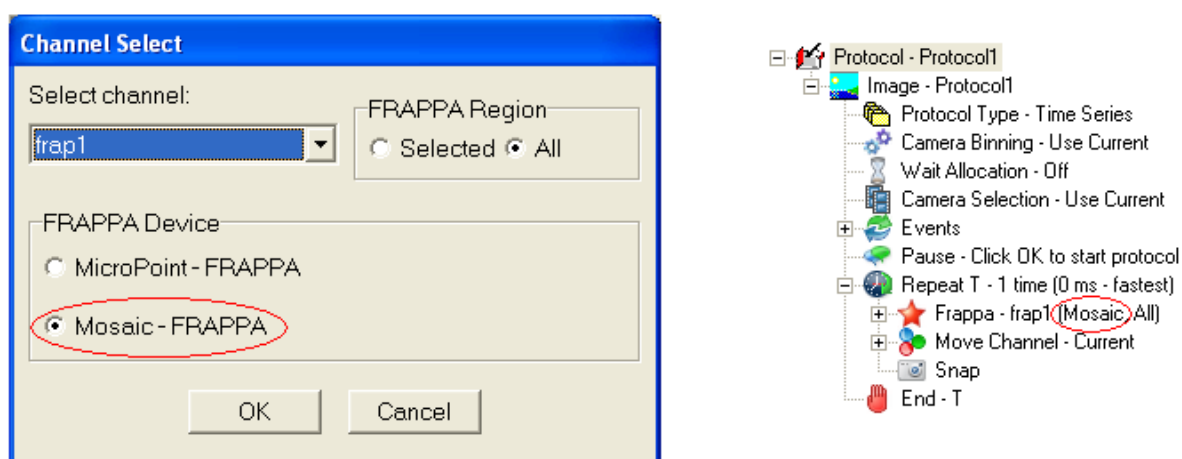 Channel Select
Select channel:
frap1
FRAPPA Region
Selected All
FRAPPA Device
MicroPoint - FRAPPA
Mosaic - FRAPPA
OK Cancel
Protocol - Protocol1
Image - Protocol1
Protocol Type - Time Series
Camera Binning - Use Current
Wait Allocation - Off
Camera Selection - Use Current
Events
Pause - Click OK to start protocol
Repeat T - 1 time (0 ms - fastest)
Frappa - frap1 (Mosaic, All)
Move Channel - Current
Snap
End - T